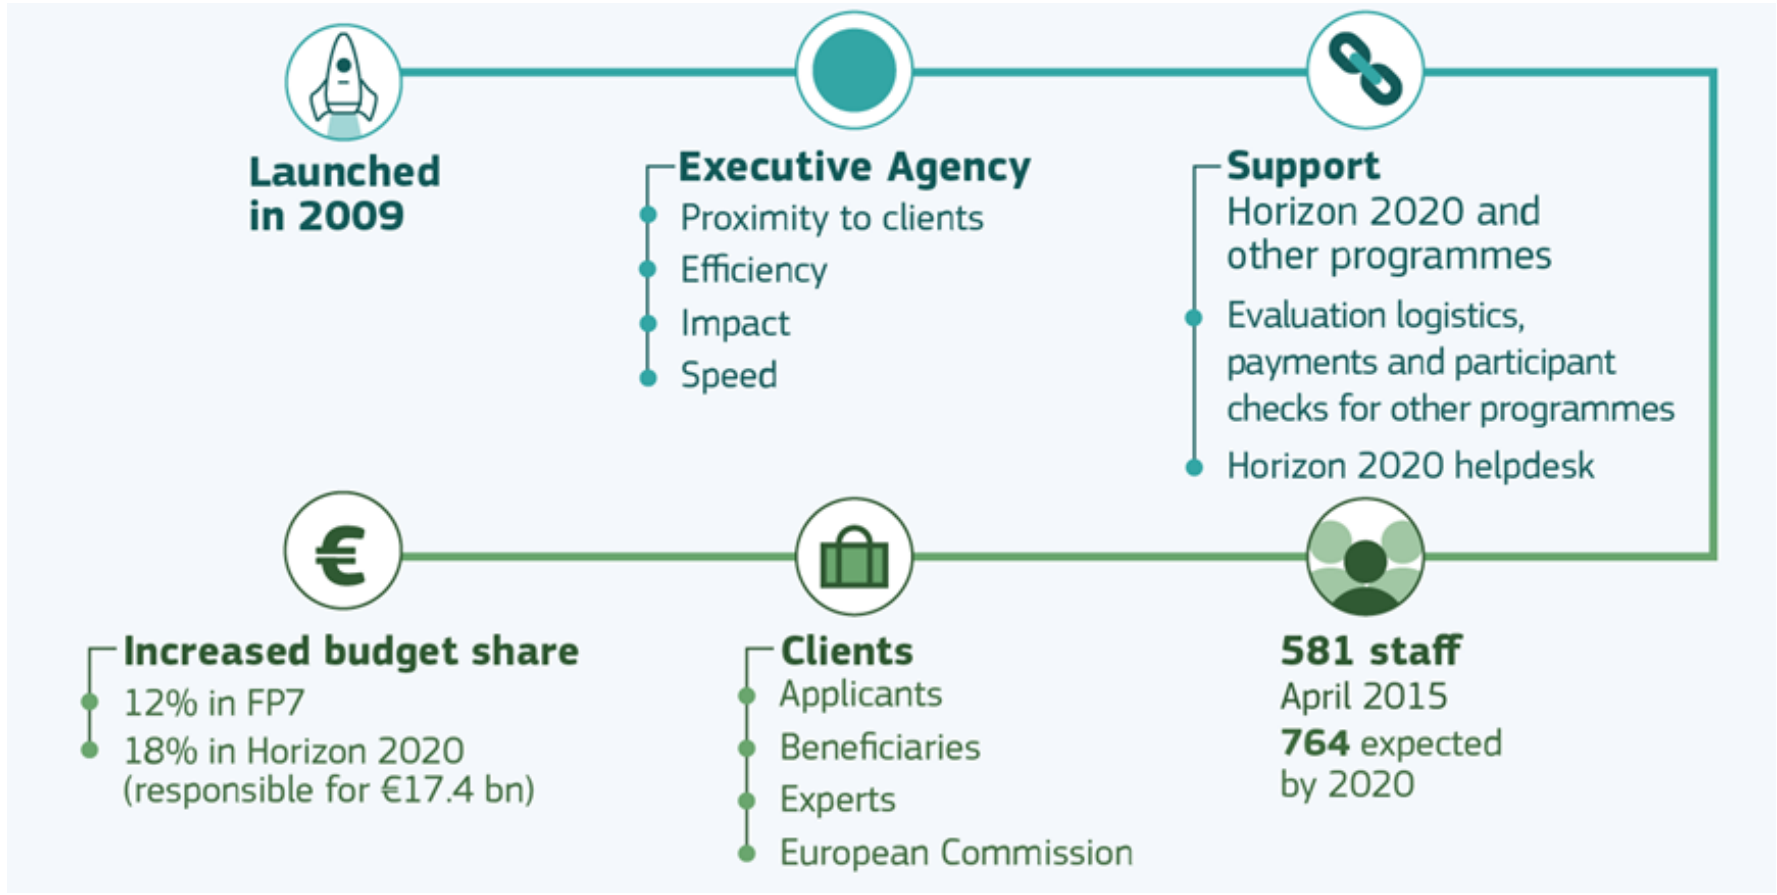 Launched
in 2009
Executive Agency
Proximity to clients
Efficiency
Impact
Speed
Support
Horizon 2020 and
other programmes
Evaluation logistics,
payments and participant
checks for other programmes
Horizon 2020 helpdesk
€
Increased budget share
12% in FP7
18% in Horizon 2020
(responsible for €17.4 bn)
Clients
Applicants
Beneficiaries
Experts
European Commission
581 staff
April 2015
764 expected
by 2020